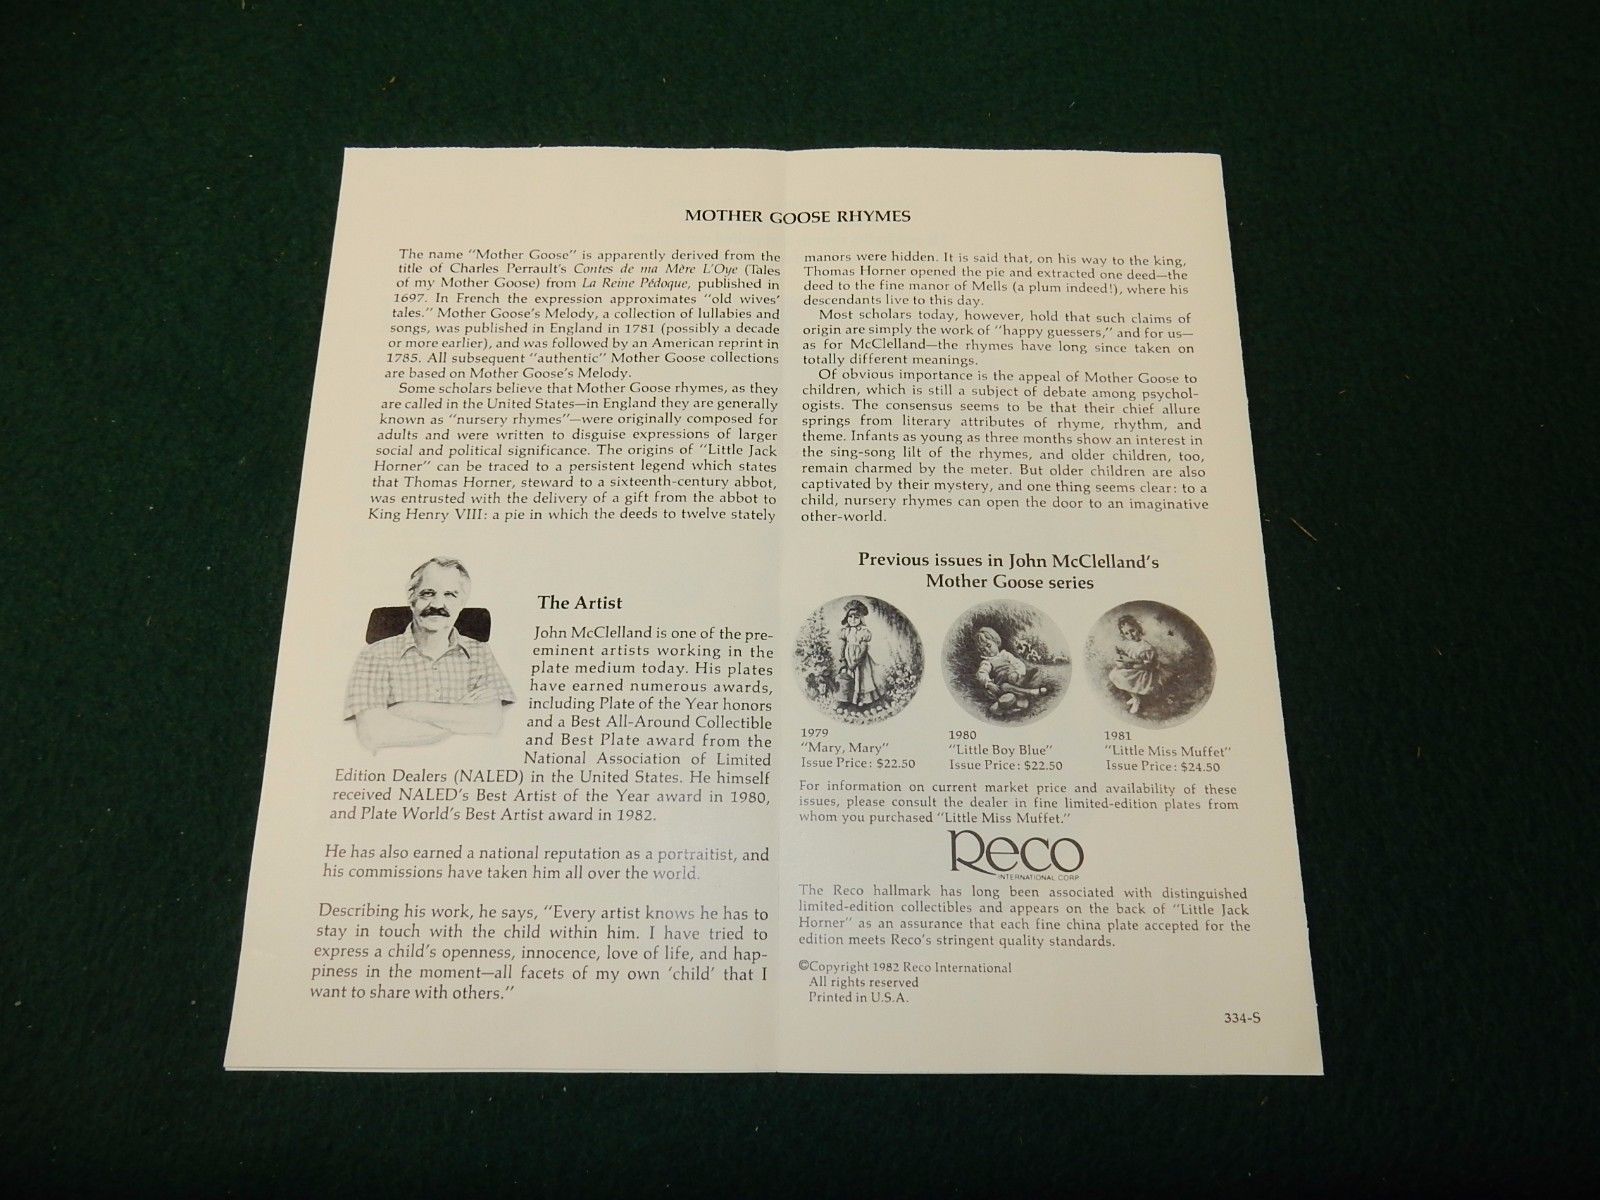 MOTHER GOOSE RHYMES
The name "Mother Goose" is apparently derived from the
title of Charles Perrault's Contes de ma Mère L'Oye (Tales
of my Mother Goose) from La Reine Pédoque, published in
1697. In French the expression approximates "old wives'
tales." Mother Goose's Melody, a collection of lullabies and
songs, was published in England in 1781 (possibly a decade
or more earlier), and was followed by an American reprint in
1785. All subsequent "authentic" Mother Goose collections
are based on Mother Goose's Melody.
Some scholars believe that Mother Goose rhymes, as they
are called in the United States—in England they are generally
known as "nursery rhymes"—were originally composed for
adults and were written to disguise expressions of larger
social and political significance. The origins of "Little Jack
Horner" can be traced to a persistent legend which states
that Thomas Horner, steward to a sixteenth-century abbot,
was entrusted with the delivery of a gift from the abbot to
King Henry VIII: a pie in which the deeds to twelve stately
manors were hidden. It is said that, on his way to the king,
Thomas Horner opened the pie and extracted one deed—the
deed to the fine manor of Mells (a plum indeed!), where his
descendants live to this day.
Most scholars today, however, hold that such claims of
origin are simply the work of "happy guessers," and for us—
as for McClelland—the rhymes have long since taken on
totally different meanings.
Of obvious importance is the appeal of Mother Goose to
children, which is still a subject of debate among psychol-
ogists. The consensus seems to be that their chief allure
springs from literary attributes of rhyme, rhythm, and
theme. Infants as young as three months show an interest in
the sing-song lilt of the rhymes, and older children, too,
remain charmed by the meter. But older children are also
captivated by their mystery, and one thing seems clear: to a
child, nursery rhymes can open the door to an imaginative
other-world.
The Artist
John McClelland is one of the pre-
eminent artists working in the
plate medium today. His plates
have earned numerous awards,
including Plate of the Year honors
and a Best All-Around Collectible
and Best Plate award from the
National Association of Limited
Edition Dealers (NALED) in the United States. He himself
received NALED's Best Artist of the Year award in 1980,
and Plate World's Best Artist award in 1982.
He has also earned a national reputation as a portraitist, and
his commissions have taken him all over the world.
Describing his work, he says, "Every artist knows he has to
stay in touch with the child within him. I have tried to
express a child's openness, innocence, love of life, and hap-
piness in the moment—all facets of my own 'child' that I
want to share with others."
Previous issues in John McClelland's
Mother Goose series
1979
"Mary, Mary"
Issue Price: $22.50
1980
"Little Boy Blue"
Issue Price: $22.50
1981
"Little Miss Muffet"
Issue Price: $24.50
For information on current market price and availability of these
issues, please consult the dealer in fine limited-edition plates from
whom you purchased "Little Miss Muffet."
Reco
INTERNATIONAL CORP.
The Reco hallmark has long been associated with distinguished
limited-edition collectibles and appears on the back of "Little Jack
Horner" as an assurance that each fine china plate accepted for the
edition meets Reco's stringent quality standards.
©Copyright 1982 Reco International
All rights reserved
Printed in U.S.A.
334-S